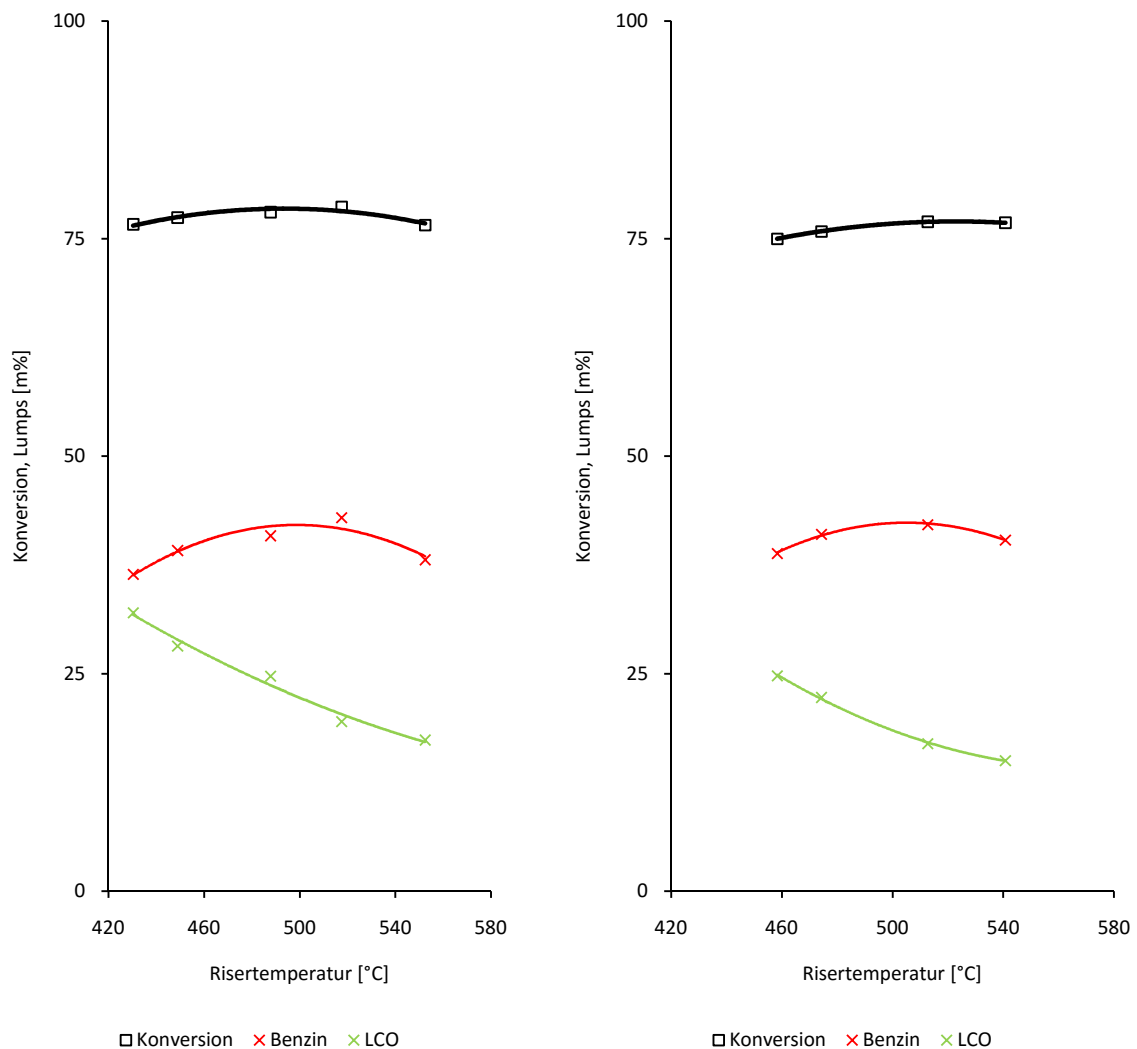 100
75
50
25
0
Konversion, Lumps [m%]
420 460 500 540 580
Risertemperatur [°C]
Konversion Benzin LCO
100
75
50
25
0
Konversion, Lumps [m%]
420 460 500 540 580
Risertemperatur [°C]
Konversion Benzin LCO